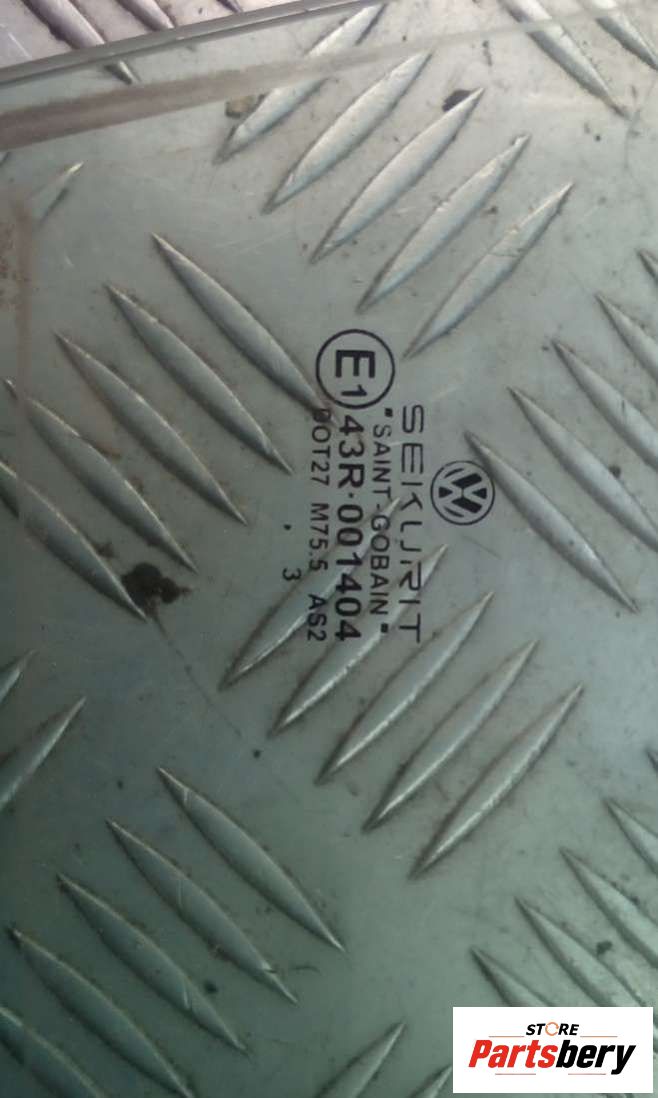 SEKURIT
"SAINT-GOBAIN"
E1 43R-001404
DOT27 M75.5 AS2
. 3
STORE
Partsbery